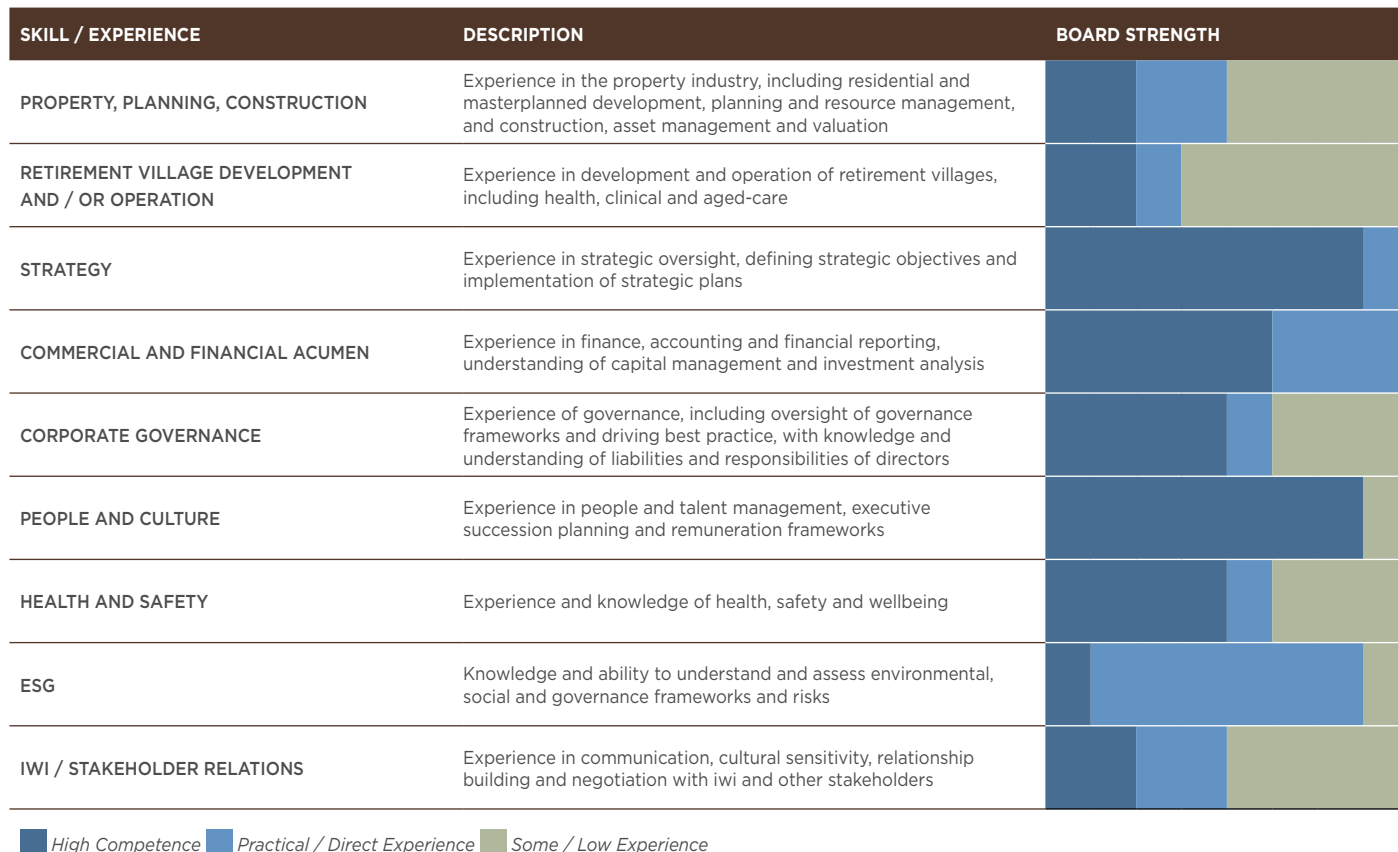 SKILL / EXPERIENCE DESCRIPTION BOARD STRENGTH
PROPERTY, PLANNING, CONSTRUCTION
Experience in the property industry, including residential and
masterplanned development, planning and resource management,
and construction, asset management and valuation
RETIREMENT VILLAGE DEVELOPMENT
AND / OR OPERATION
Experience in development and operation of retirement villages,
including health, clinical and aged-care
STRATEGY
Experience in strategic oversight, defining strategic objectives and
implementation of strategic plans
COMMERCIAL AND FINANCIAL ACUMEN
Experience in finance, accounting and financial reporting,
understanding of capital management and investment analysis
CORPORATE GOVERNANCE
Experience of governance, including oversight of governance
frameworks and driving best practice, with knowledge and
understanding of liabilities and responsibilities of directors
PEOPLE AND CULTURE
Experience in people and talent management, executive
succession planning and remuneration frameworks
HEALTH AND SAFETY
Experience and knowledge of health, safety and wellbeing
ESG
Knowledge and ability to understand and assess environmental,
social and governance frameworks and risks
IWI / STAKEHOLDER RELATIONS
Experience in communication, cultural sensitivity, relationship
building and negotiation with iwi and other stakeholders
High Competence Practical / Direct Experience Some / Low Experience